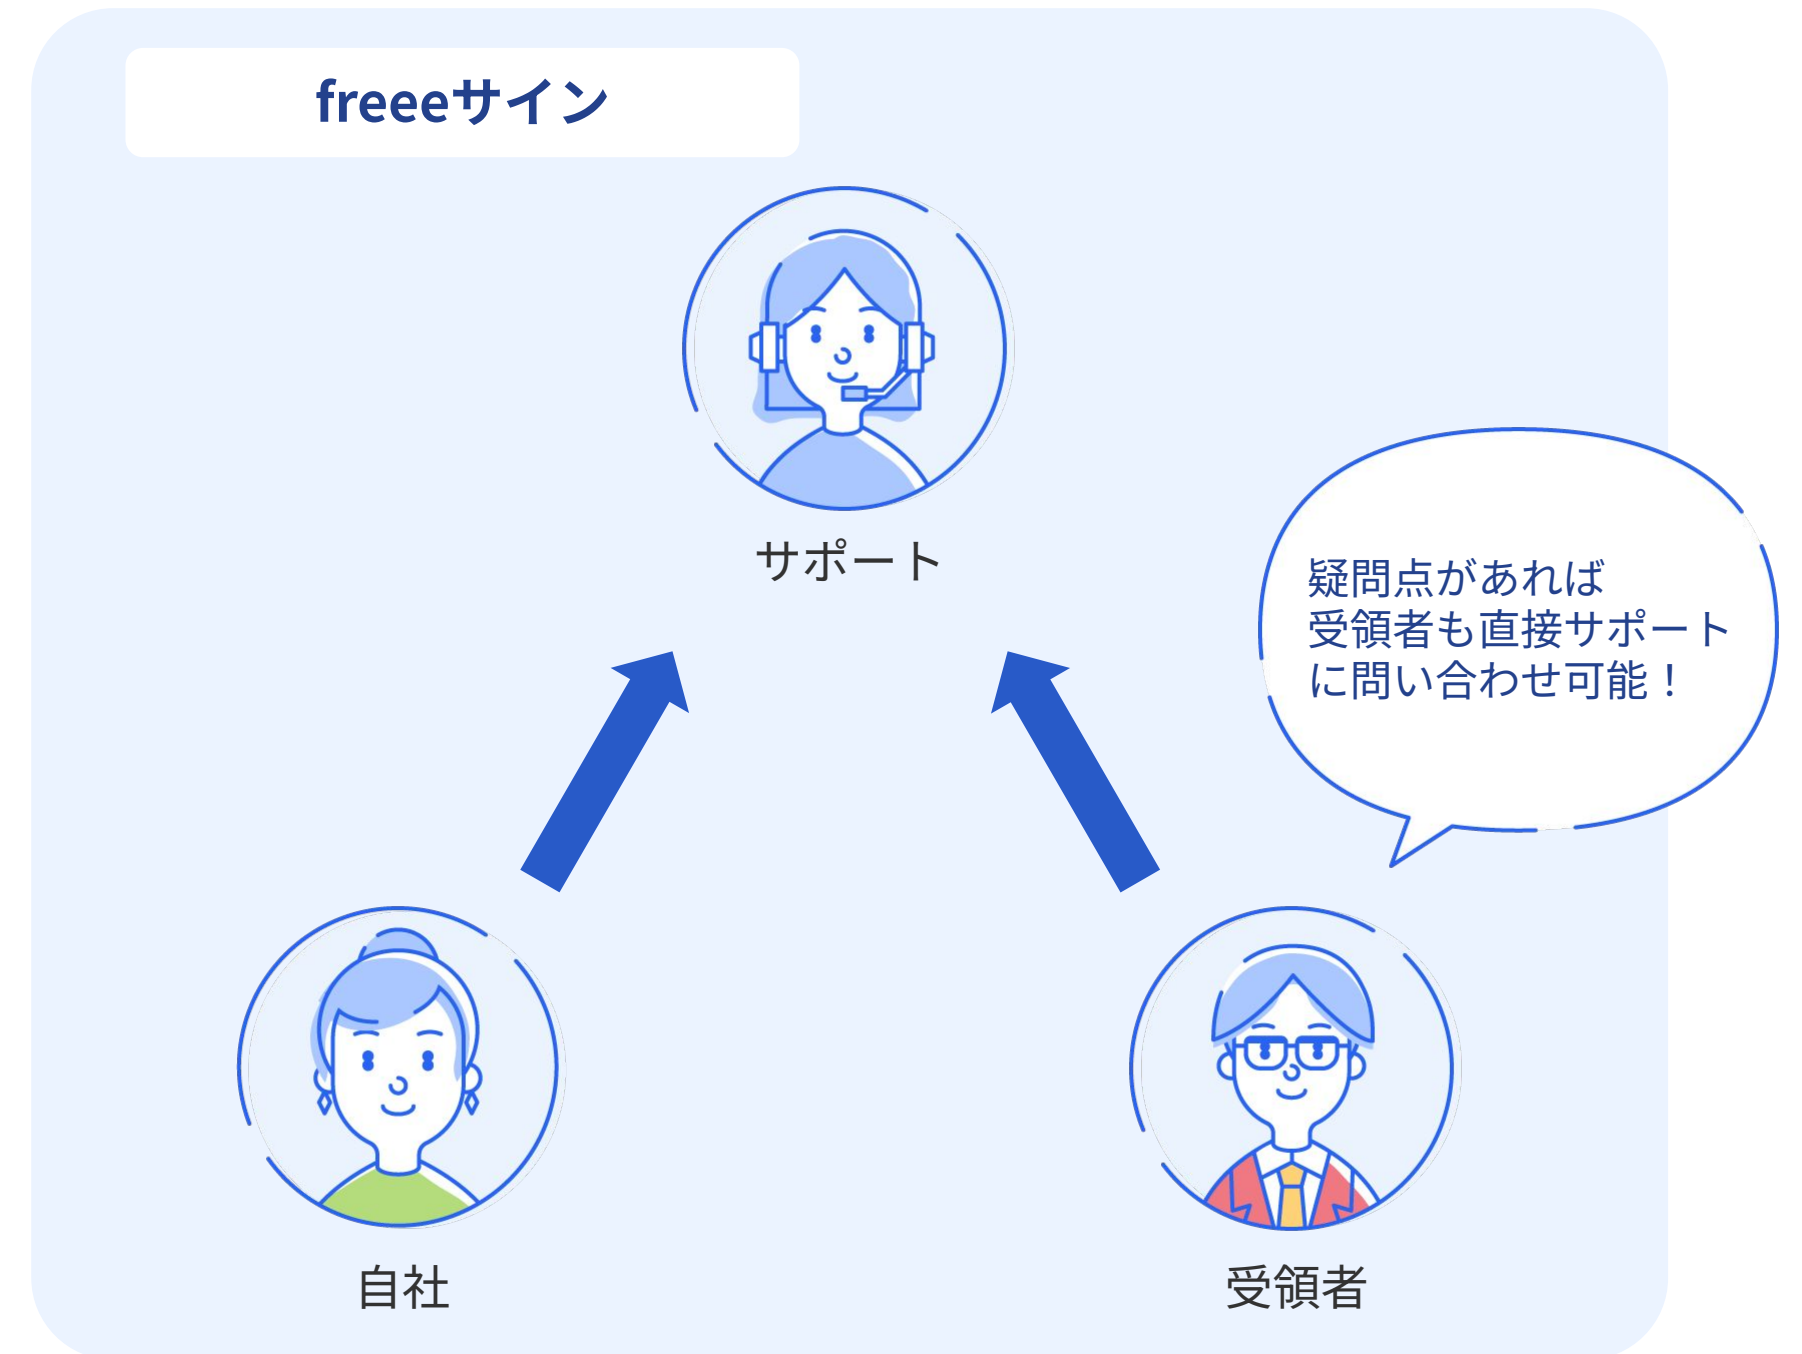 freeeサイン
サポート
疑問点があれば
受領者も直接サポート
に問い合わせ可能！
自社
受領者